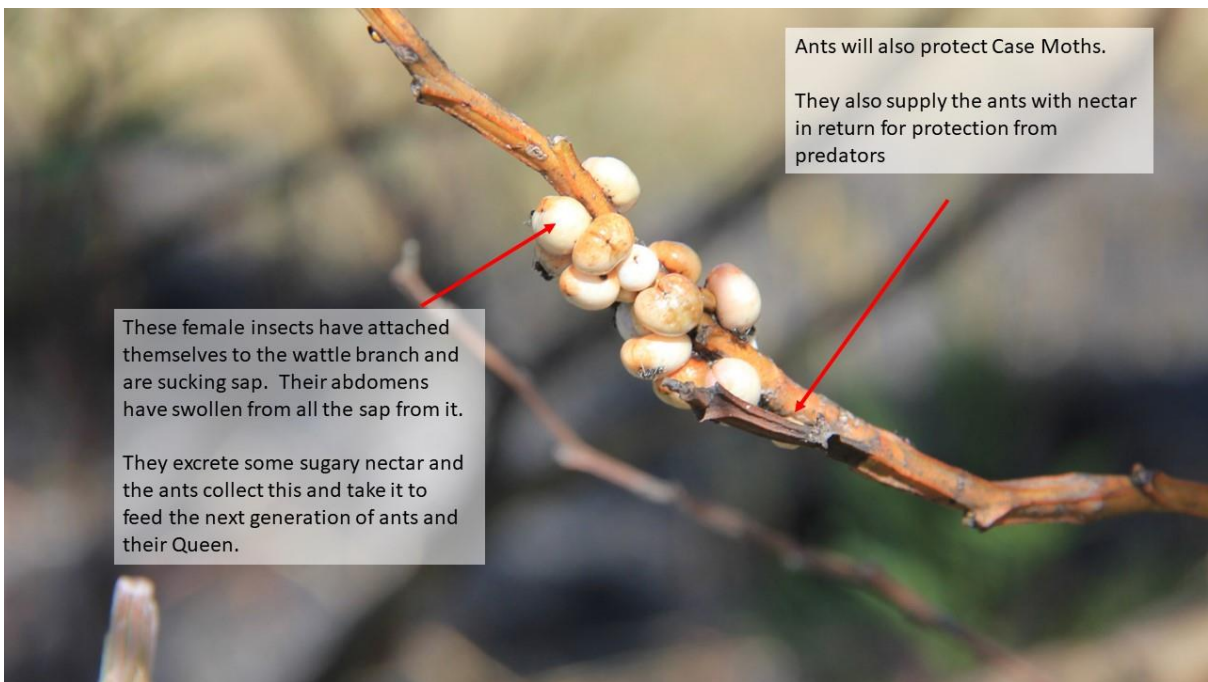 Ants will also protect Case Moths.
They also supply the ants with nectar
in return for protection from
predators
These female insects have attached
themselves to the wattle branch and
are sucking sap.  Their abdomens
have swollen from all the sap from it.
They excrete some sugary nectar and
the ants collect this and take it to
feed the next generation of ants and
their Queen.